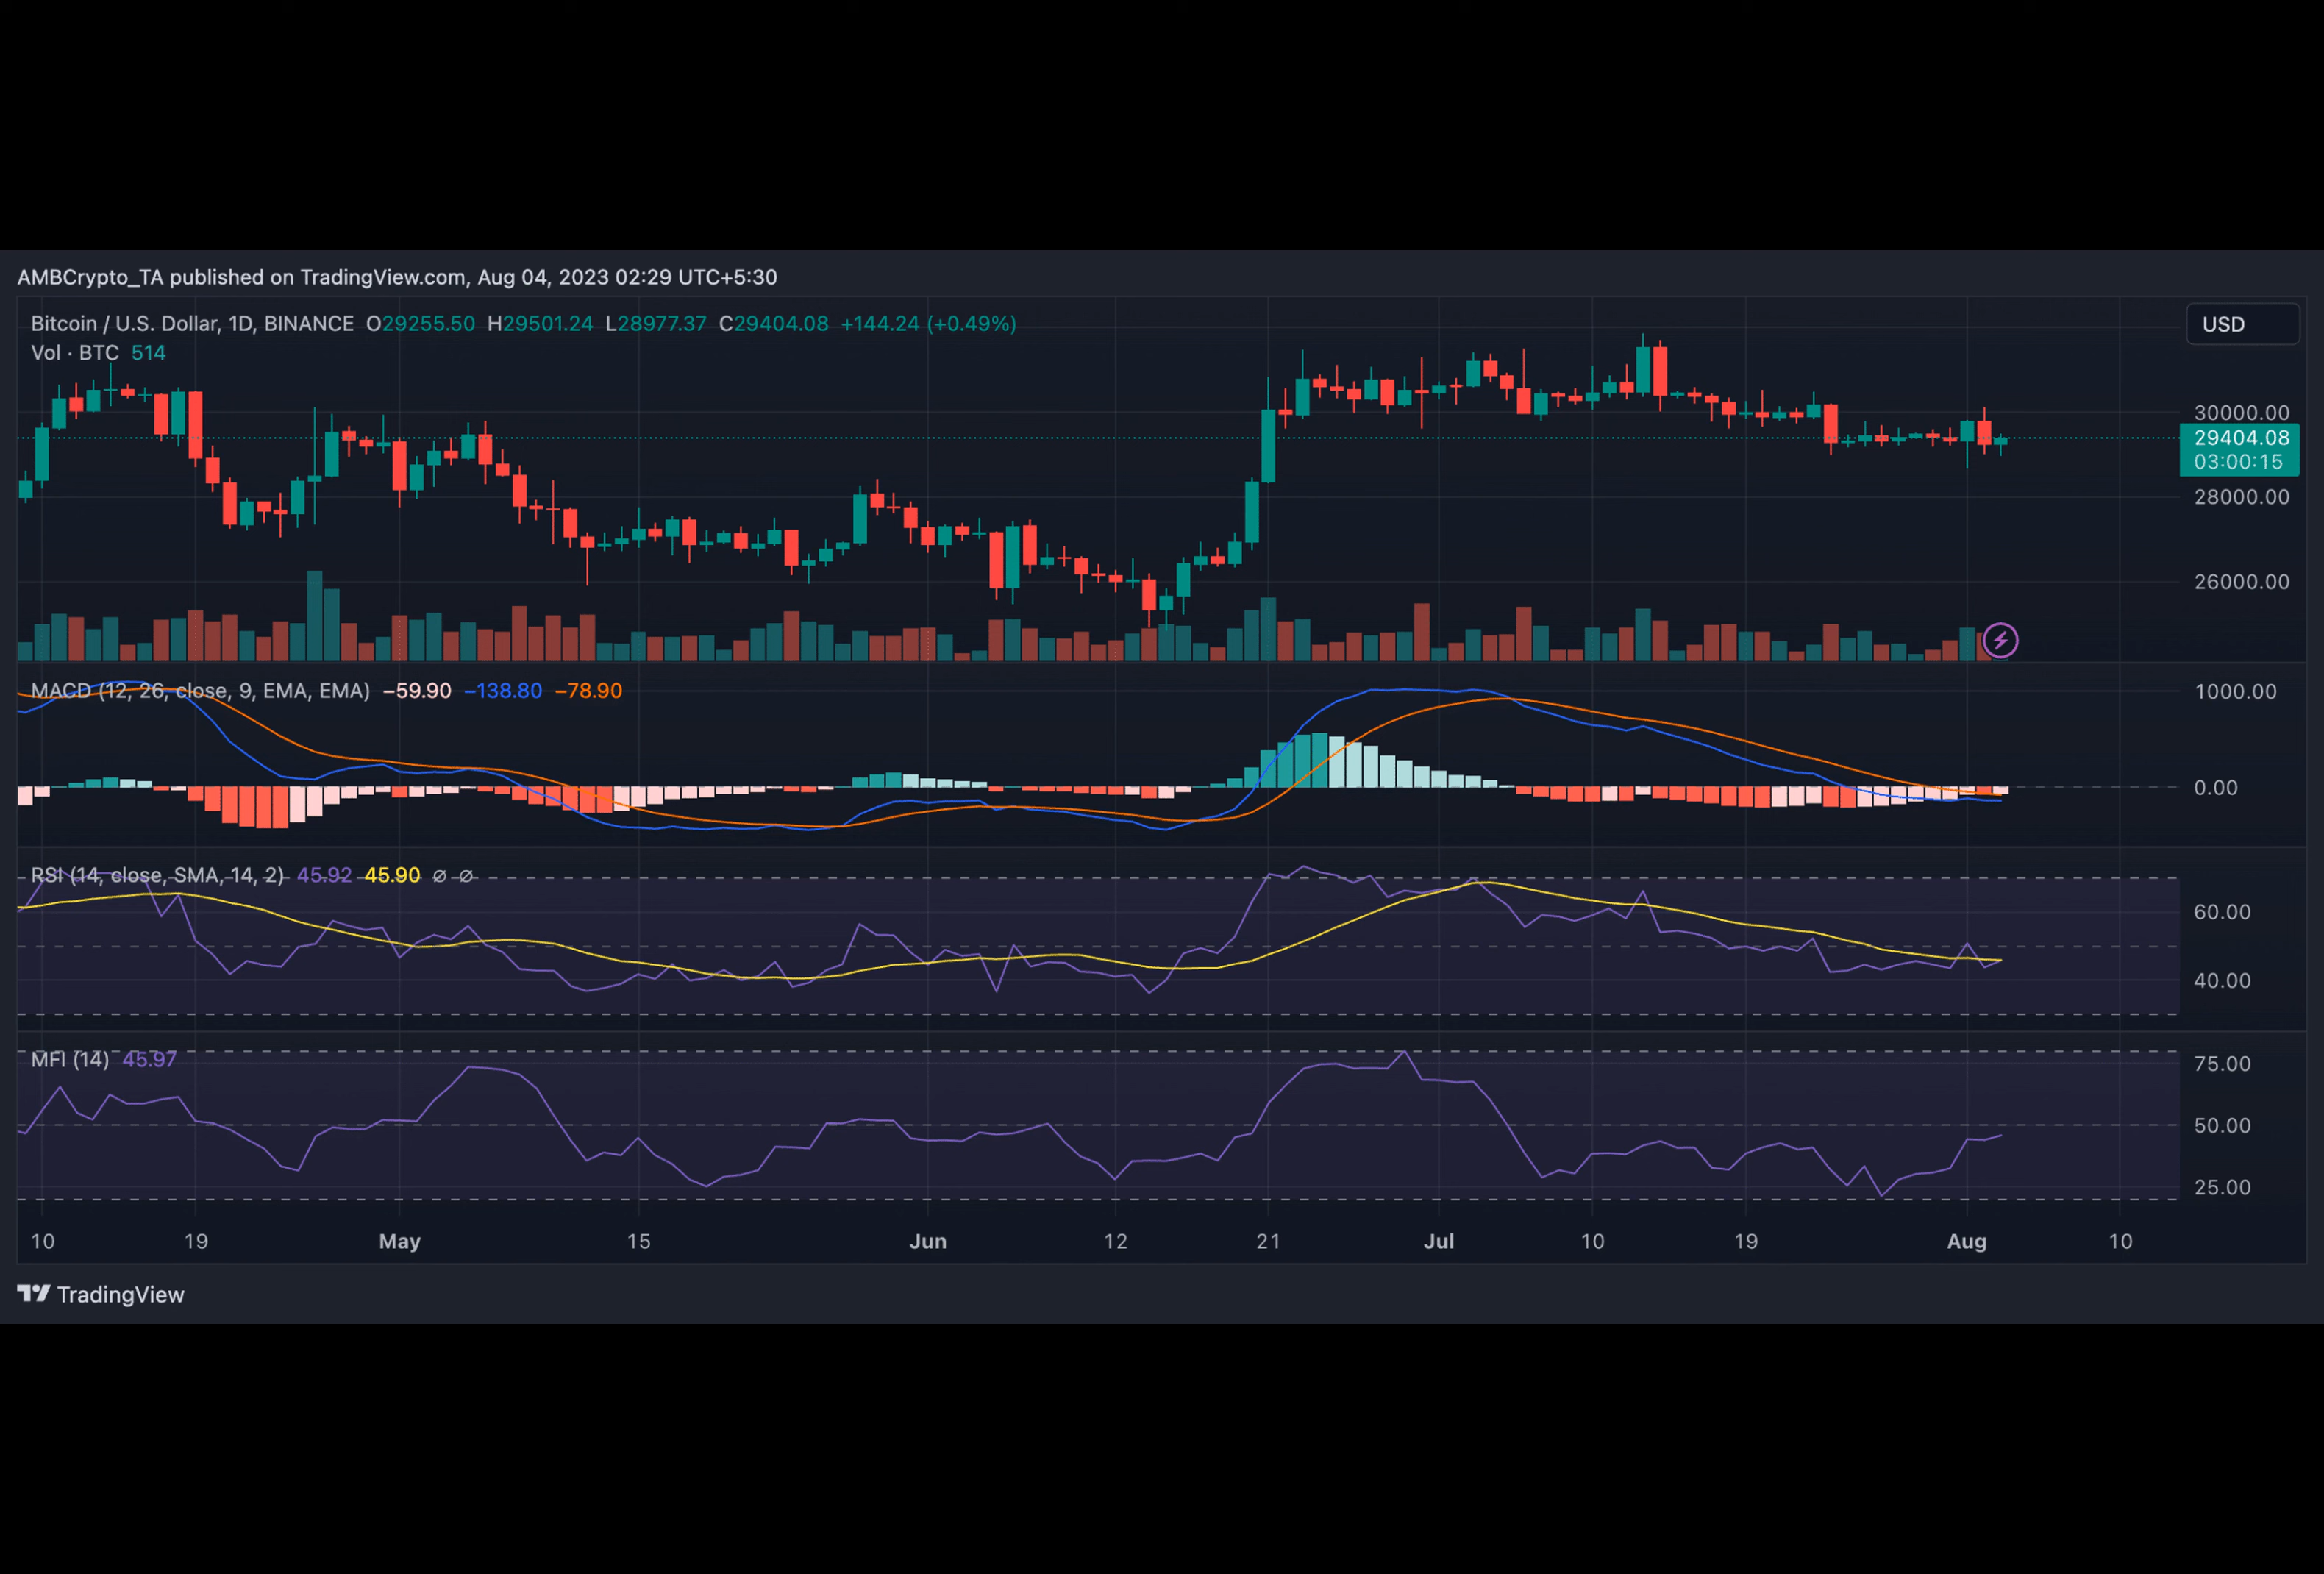 AMBCrypto_TA published on TradingView.com, Aug 04, 2023 02:29 UTC+5:30
Bitcoin / U.S. Dollar, 1D, BINANCE O29255.50 H29501.24 L28977.37 C29404.08 +144.24 (+0.49%)
USD
Vol · BTC 514
30000.00
29404.08
03:00:15
28000.00
26000.00
MACD (12, 26, close, 9, EMA, EMA) −59.90 −138.80 −78.90
1000.00
0.00
RSI (14, close, SMA, 14, 2) 45.92 45.90 ∅ ∅
60.00
40.00
MFI (14) 45.97
75.00
50.00
25.00
10 19 May 15 Jun 12 21 Jul 10 19 Aug 10
TradingView